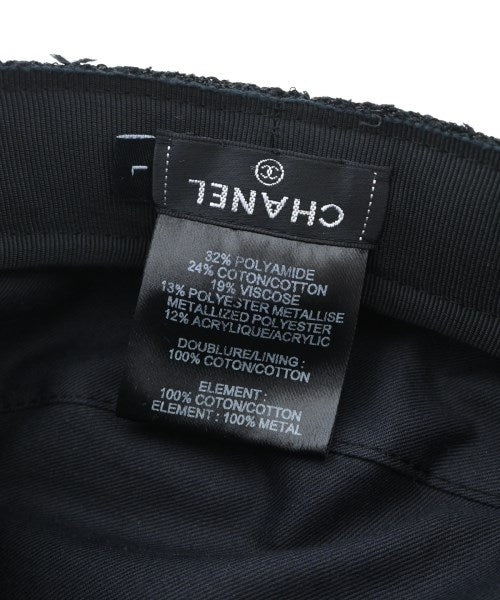 CHANEL
L
32% POLYAMIDE
24% COTON/COTTON
19% VISCOSE
13% POLYESTER METALLISE
METALLIZED POLYESTER
12% ACRYLIQUE/ACRYLIC
DOUBLURE/LINING :
100% COTON/COTTON
ELEMENT :
100% COTON/COTTON
ELEMENT : 100% METAL